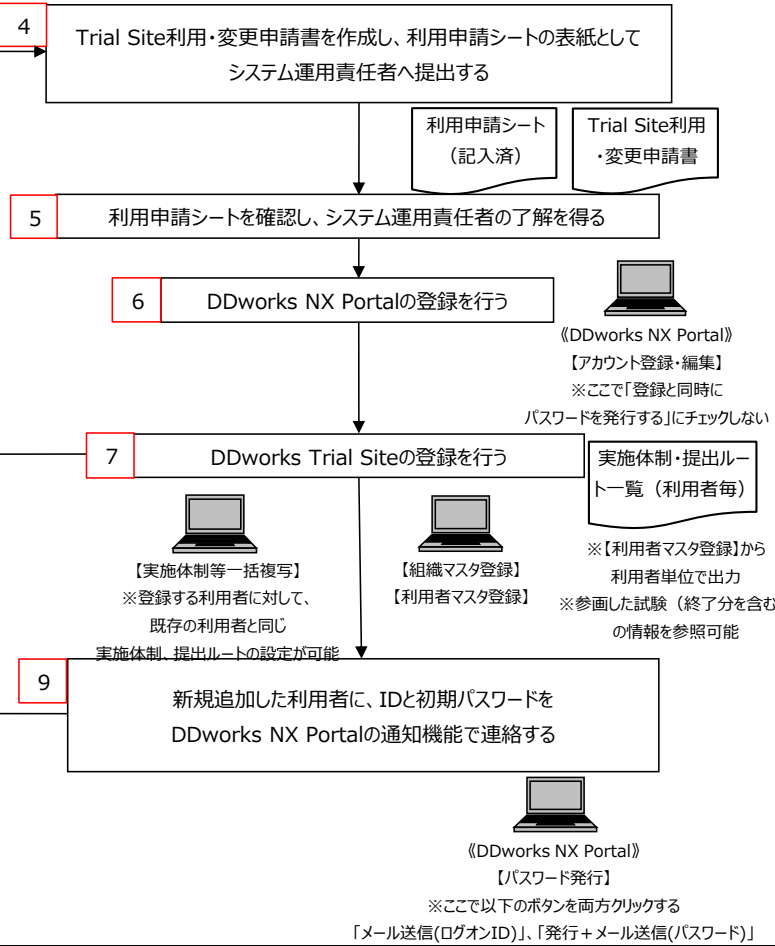 4
Trial Site利用・変更申請書を作成し、利用申請シートの表紙として
システム運用責任者へ提出する
利用申請シート
（記入済）
Trial Site利用
・変更申請書
5
利用申請シートを確認し、システム運用責任者の了解を得る
6
DDworks NX Portalの登録を行う
《DDworks NX Portal》
【アカウント登録・編集】
※ここで「登録と同時に
パスワードを発行する」にチェックしない
7
DDworks Trial Siteの登録を行う
実施体制・提出ルー
ト一覧（利用者毎）
【実施体制等一括複写】
※登録する利用者に対して、
既存の利用者と同じ
実施体制、提出ルートの設定が可能
【組織マスタ登録】
【利用者マスタ登録】
※【利用者マスタ登録】から
利用者単位で出力
※参画した試験（終了分を含む
の情報を参照可能
9
新規追加した利用者に、IDと初期パスワードを
DDworks NX Portalの通知機能で連絡する
《DDworks NX Portal》
【パスワード発行】
※ここで以下のボタンを両方クリックする
「メール送信(ログオンID)」、「発行＋メール送信(パスワード)」